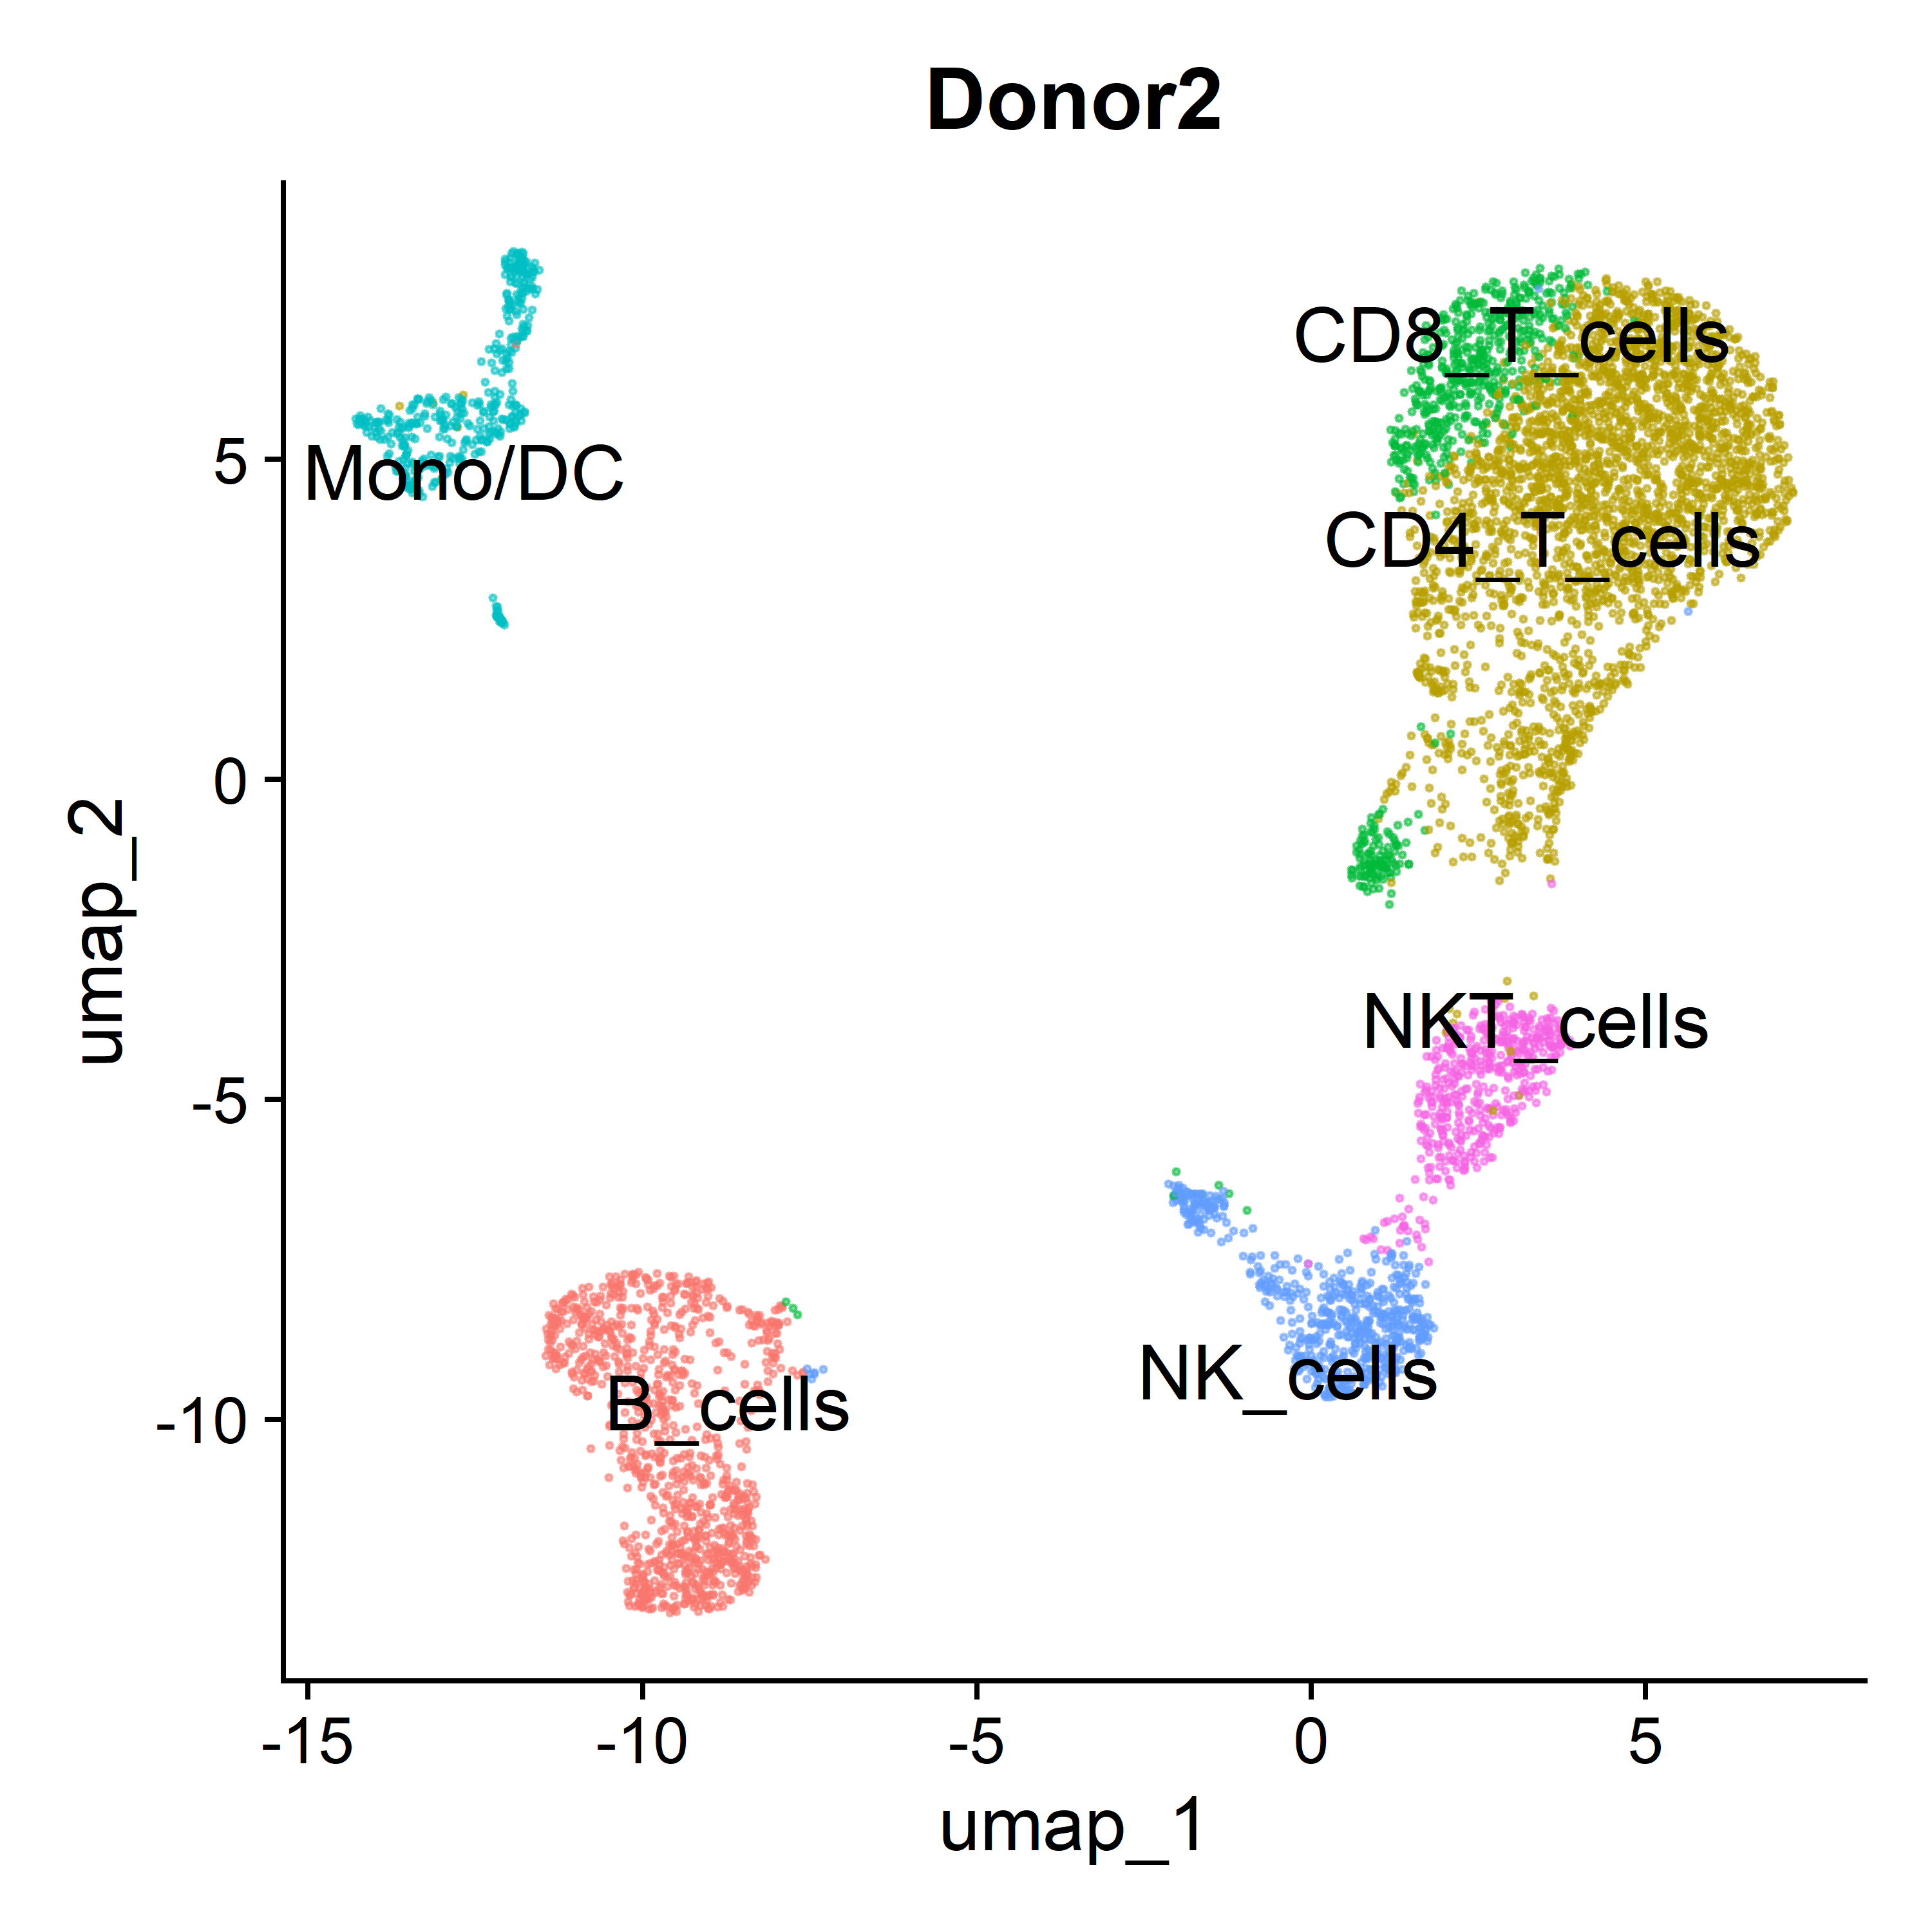 Donor2
CD8_T_cells
Mono/DC
CD4_T_cells
NKT_cells
NK_cells
B_cells
umap_2
5
0
-5
-10
-15
-10
-5
0
5
umap_1